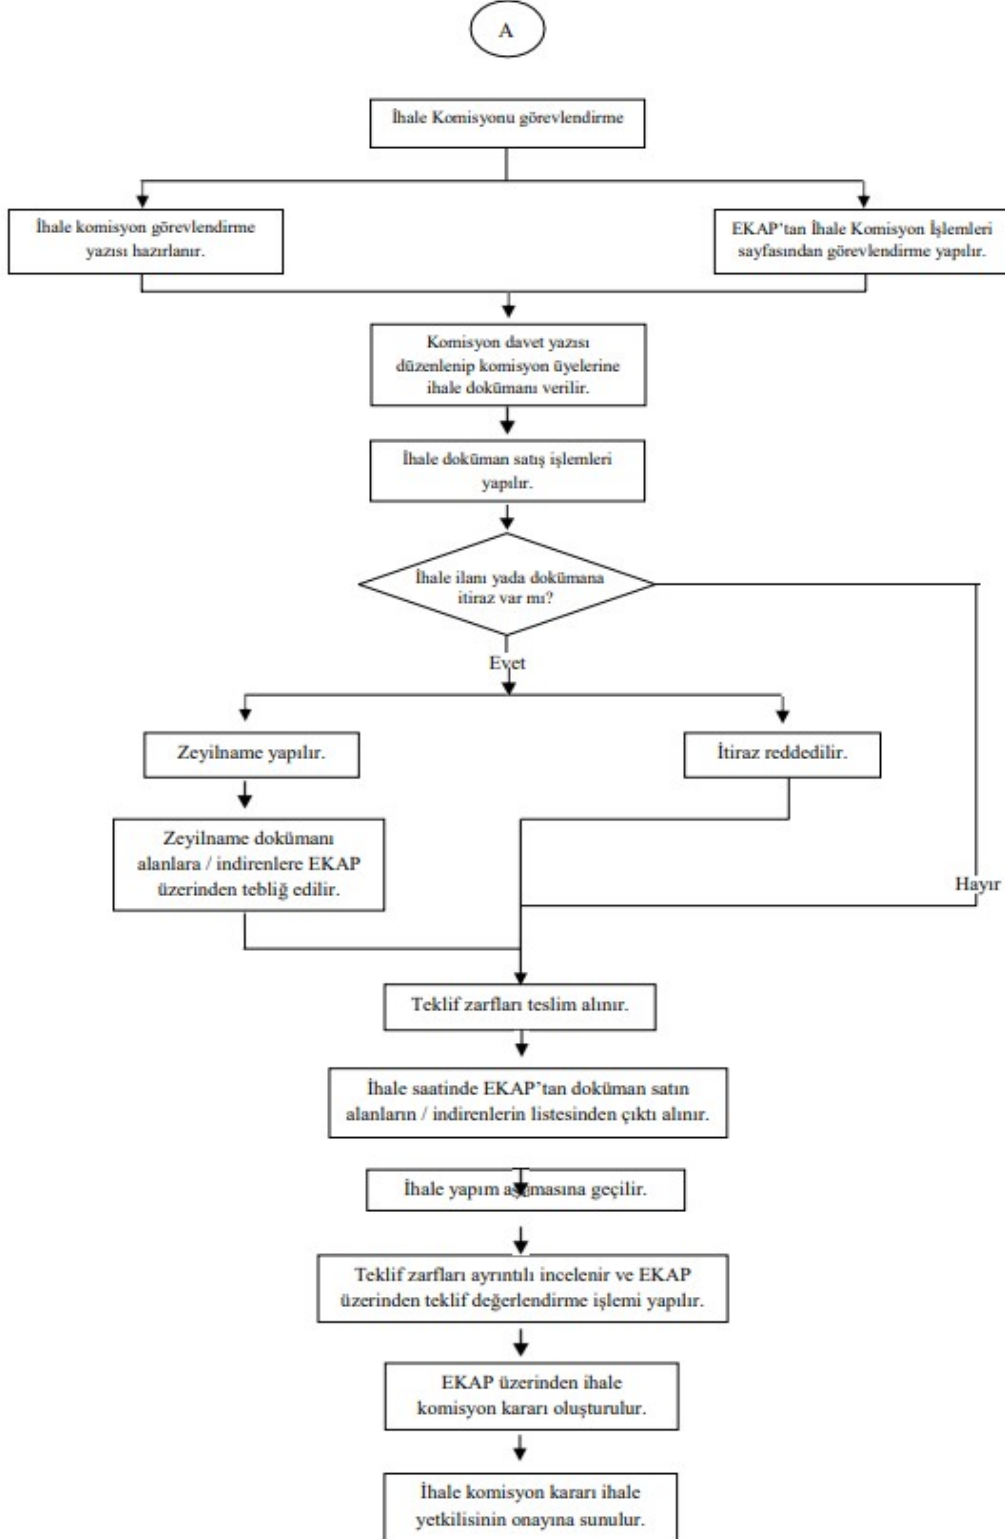 A
İhale Komisyonu görevlendirme
İhale komisyon görevlendirme
yazısı hazırlanır.
EKAP'tan İhale Komisyon İşlemleri
sayfasından görevlendirme yapılır.
Komisyon davet yazısı
düzenlenip komisyon üyelerine
ihale dokümanı verilir.
İhale doküman satış işlemleri
yapılır.
İhale ilanı yada dokümana
itiraz var mı?
Evet
Zeyilname yapılır.
İtiraz reddedilir.
Zeyilname dokümanı
alanlara / indirenlere EKAP
üzerinden tebliğ edilir.
Hayır
Teklif zarfları teslim alınır.
İhale saatinde EKAP'tan doküman satın
alanların / indirenlerin listesinden çıktı alınır.
İhale yapım aşamasına geçilir.
Teklif zarfları ayrıntılı incelenir ve EKAP
üzerinden teklif değerlendirme işlemi yapılır.
EKAP üzerinden ihale
komisyon kararı oluşturulur.
İhale komisyon kararı ihale
yetkilisinin onayına sunulur.